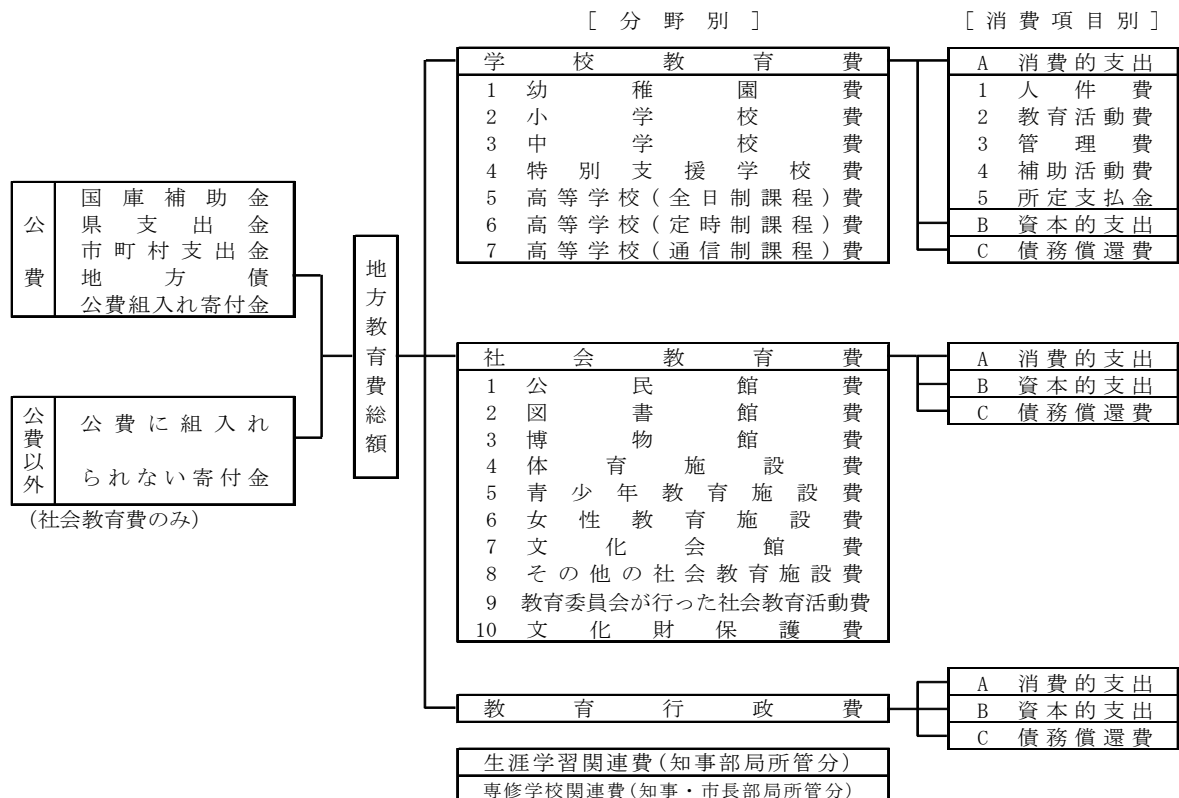 [分野別]
[消費項目別]
公費
国庫補助金
県支出金
市町村支出金
地方債
公費組入れ寄付金
公費以外
公費に組入れ
られない寄付金
(社会教育費のみ)
地方教育費総額
学校教育費
1 幼稚園費
2 小学校費
3 中学校費
4 特別支援学校費
5 高等学校(全日制課程)費
6 高等学校(定時制課程)費
7 高等学校(通信制課程)費
A 消費的支出
1 人件費
2 教育活動費
3 管理費
4 補助活動費
5 所定支払金
B 資本的支出
C 債務償還費
社会教育費
1 公民館費
2 図書館費
3 博物館費
4 体育施設費
5 青少年教育施設費
6 女性教育施設費
7 文化会館費
8 その他の社会教育施設費
9 教育委員会が行った社会教育活動費
10 文化財保護費
A 消費的支出
B 資本的支出
C 債務償還費
教育行政費
A 消費的支出
B 資本的支出
C 債務償還費
生涯学習関連費(知事部局所管分)
専修学校関連費(知事・市長部局所管分)